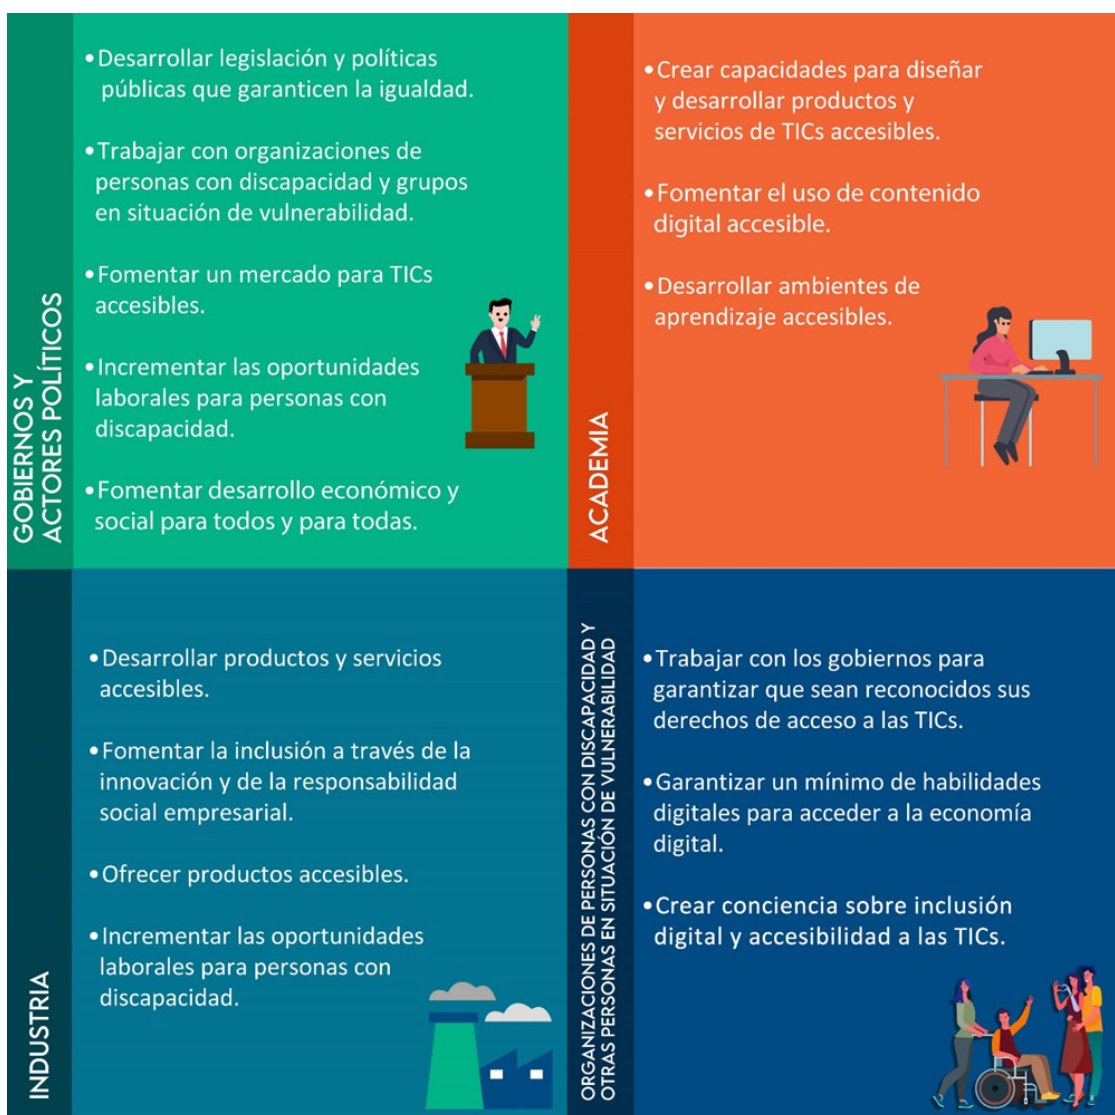 GOBIERNOS Y
ACTORES POLÍTICOS
•Desarrollar legislación y políticas
públicas que garanticen la igualdad.
•Trabajar con organizaciones de
personas con discapacidad y grupos
en situación de vulnerabilidad.
•Fomentar un mercado para TICs
accesibles.
•Incrementar las oportunidades
laborales para personas con
discapacidad.
•Fomentar desarrollo económico y
social para todos y para todas.
ACADEMIA
•Crear capacidades para diseñar
y desarrollar productos y
servicios de TICs accesibles.
•Fomentar el uso de contenido
digital accesible.
•Desarrollar ambientes de
aprendizaje accesibles.
INDUSTRIA
•Desarrollar productos y servicios
accesibles.
•Fomentar la inclusión a través de la
innovación y de la responsabilidad
social empresarial.
•Ofrecer productos accesibles.
•Incrementar las oportunidades
laborales para personas con
discapacidad.
ORGANIZACIONES DE PERSONAS CON DISCAPACIDAD Y
OTRAS PERSONAS EN SITUACIÓN DE VULNERABILIDAD
•Trabajar con los gobiernos para
garantizar que sean reconocidos sus
derechos de acceso a las TICs.
•Garantizar un mínimo de habilidades
digitales para acceder a la economía
digital.
•Crear conciencia sobre inclusión
digital y accesibilidad a las TICs.